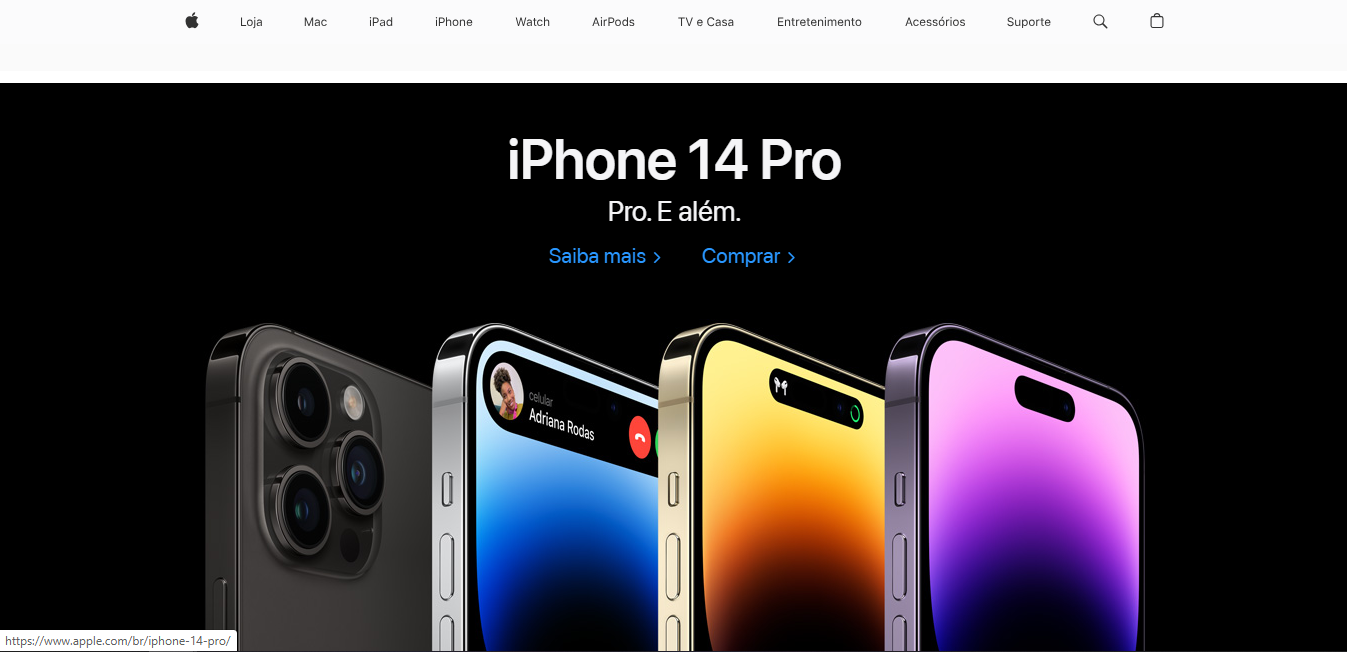 Loja Mac iPad iPhone Watch AirPods TV e Casa Entretenimento Acessórios Suporte
iPhone 14 Pro
Pro. E além.
Saiba mais > Comprar >
celular
Adriana Rodas
https://www.apple.com/br/iphone-14-pro/